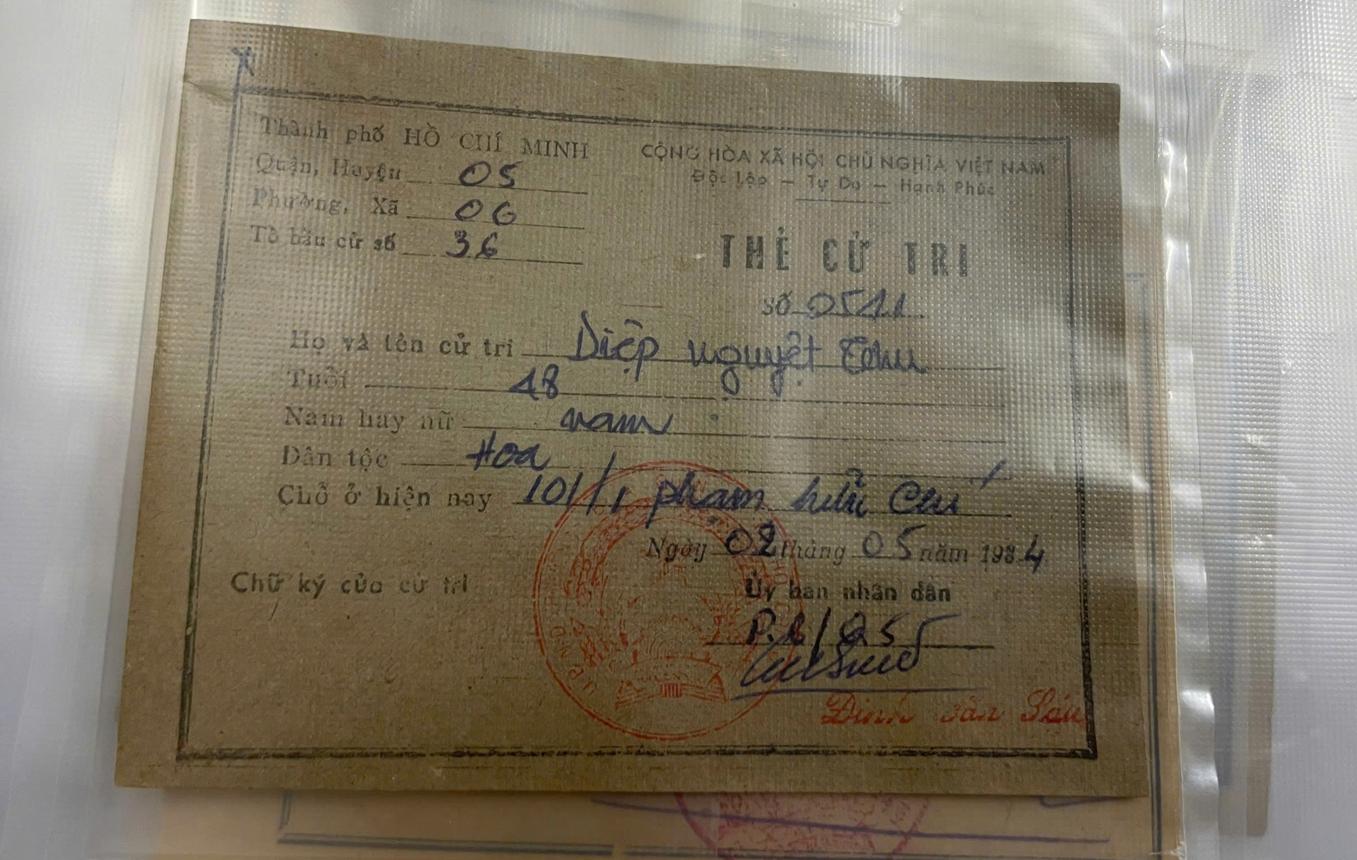 Thành phố HỒ CHÍ MINH
Quận, Huyện 05
Phường, Xã 06
Tổ bầu cử số 36
CỘNG HÒA XÃ HỘI CHỦ NGHĨA VIỆT NAM
Độc lập — Tự Do — Hạnh Phúc
THẺ CỬ TRI
số 0511
Họ và tên cử tri Diệp nguyệt Thu
Tuổi 48
Nam hay nữ nam
Dân tộc Hoa
Chỗ ở hiện nay 101/1 phạm hữu Chí
Ngày 02 tháng 05 năm 1984
Chữ ký của cử tri
Ủy ban nhân dân
P.6/Q5
Đinh văn Sáu